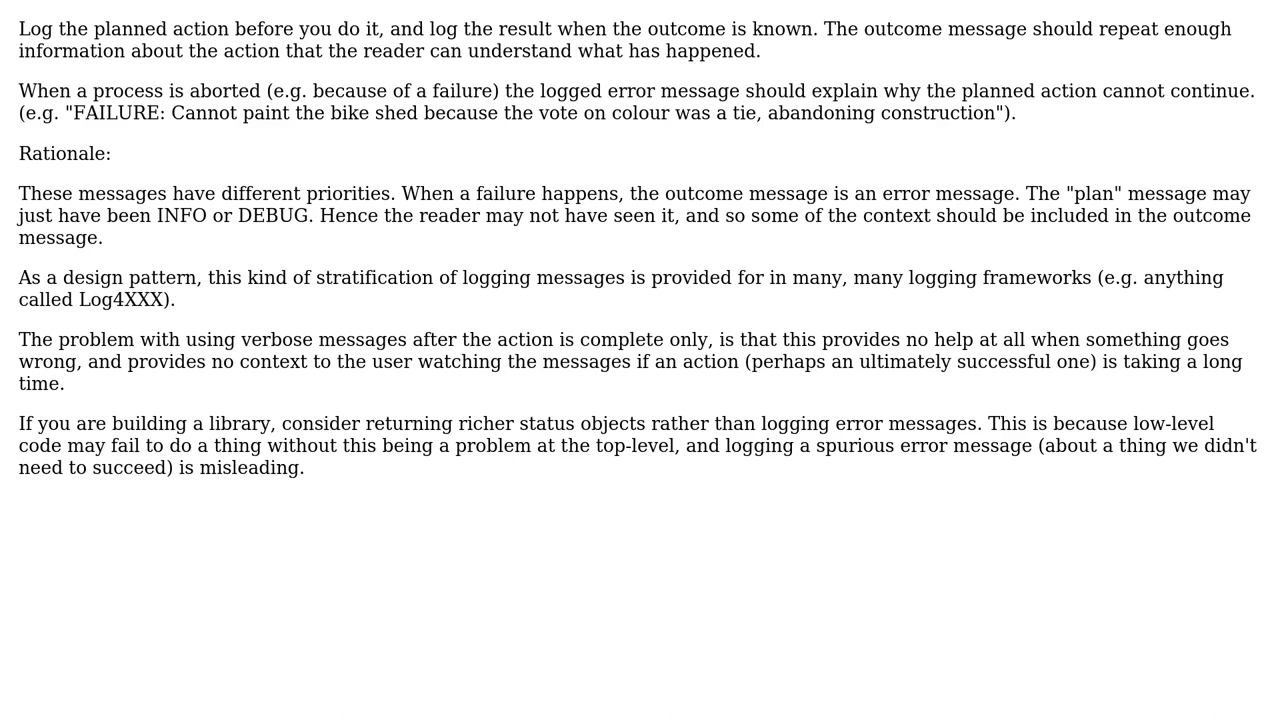 Log the planned action before you do it, and log the result when the outcome is known. The outcome message should repeat enough
information about the action that the reader can understand what has happened.
When a process is aborted (e.g. because of a failure) the logged error message should explain why the planned action cannot continue.
(e.g. "FAILURE: Cannot paint the bike shed because the vote on colour was a tie, abandoning construction").
Rationale:
These messages have different priorities. When a failure happens, the outcome message is an error message. The "plan" message may
just have been INFO or DEBUG. Hence the reader may not have seen it, and so some of the context should be included in the outcome
message.
As a design pattern, this kind of stratification of logging messages is provided for in many, many logging frameworks (e.g. anything
called Log4XXX).
The problem with using verbose messages after the action is complete only, is that this provides no help at all when something goes
wrong, and provides no context to the user watching the messages if an action (perhaps an ultimately successful one) is taking a long
time.
If you are building a library, consider returning richer status objects rather than logging error messages. This is because low-level
code may fail to do a thing without this being a problem at the top-level, and logging a spurious error message (about a thing we didn't
need to succeed) is misleading.